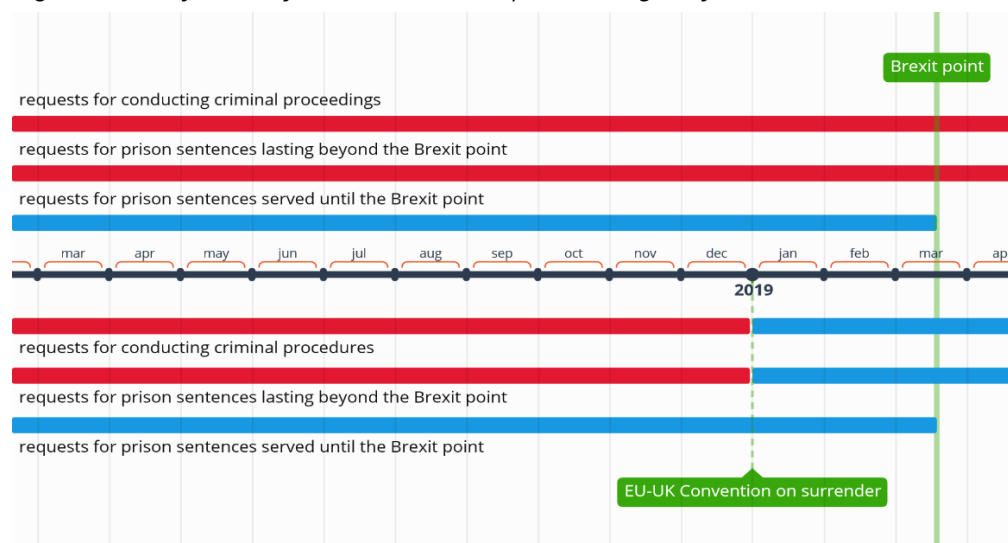 Brexit point
requests for conducting criminal proceedings
requests for prison sentences lasting beyond the Brexit point
requests for prison sentences served until the Brexit point
mar apr may jun jul aug sep oct nov dec jan feb mar ap
2019
requests for conducting criminal procedures
requests for prison sentences lasting beyond the Brexit point
requests for prison sentences served until the Brexit point
EU-UK Convention on surrender